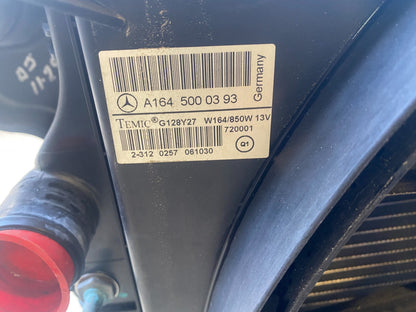 A164 500 03 93
Germany
TEMIC® G128Y27 W164/850W 13V
720001
2-312 0257 061030
Q1